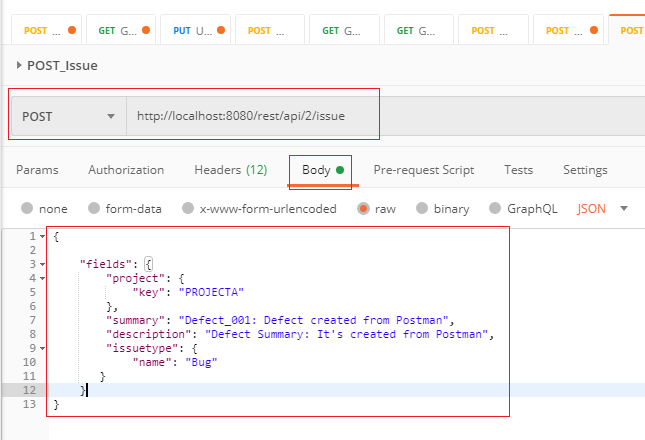 POST ... GET G... PUT U... POST ... GET G... GET G... POST ... POST ... POST
POST_Issue
POST http://localhost:8080/rest/api/2/issue
Params Authorization Headers (12) Body Pre-request Script Tests Settings
none form-data x-www-form-urlencoded raw binary GraphQL JSON
1 {
2
3 "fields": {
4 "project": {
5 "key": "PROJECTA"
6 },
7 "summary": "Defect_001: Defect created from Postman",
8 "description": "Defect Summary: It's created from Postman",
9 "issuetype": {
10 "name": "Bug"
11 }
12 }
13 }